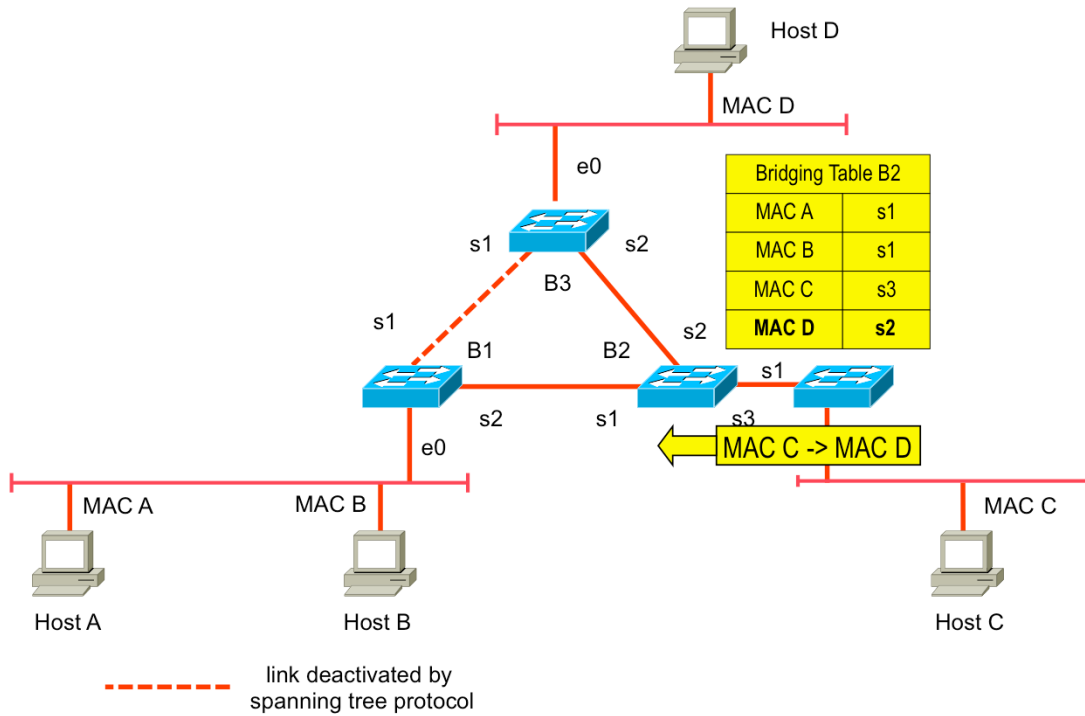 Host D
MAC D
e0
Bridging Table B2
MAC A s1
MAC B s1
MAC C s3
MAC D s2
s1
s2
B3
s1
s2
B1
B2
s1
s2
s1
s3
MAC C -> MAC D
e0
MAC A
MAC B
MAC C
Host A
Host B
Host C
link deactivated by
spanning tree protocol